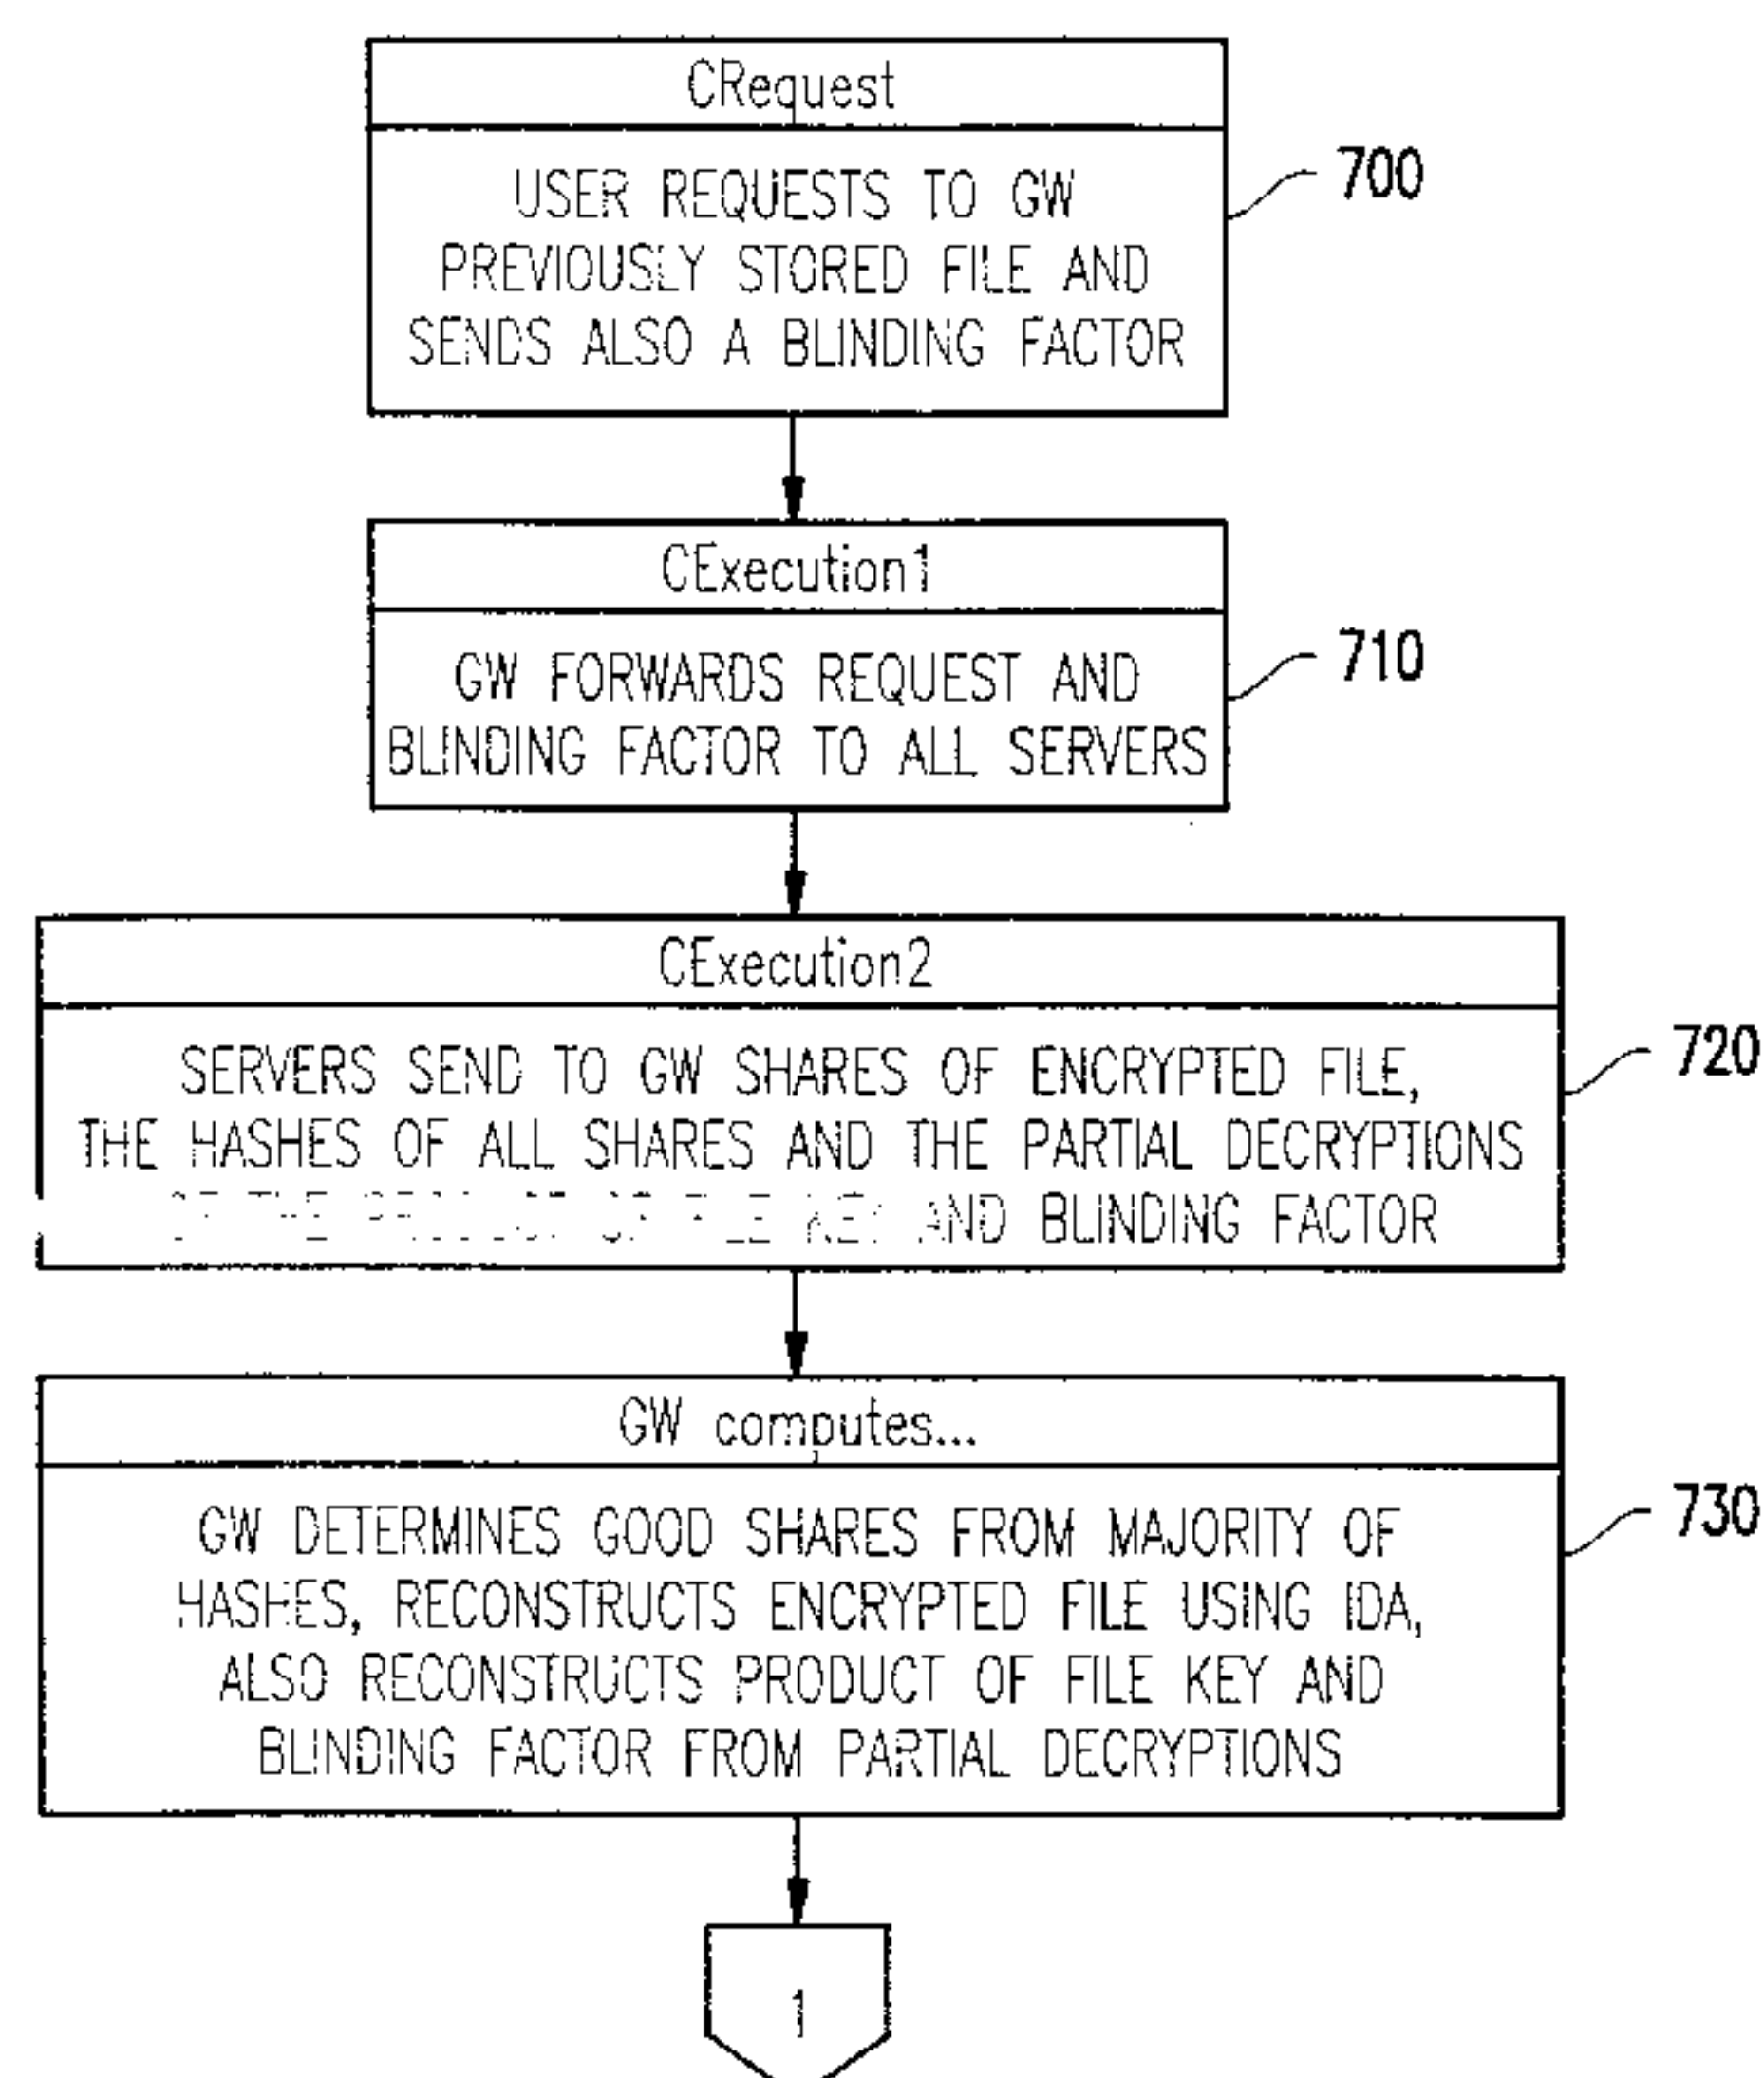 CRequest
USER REQUESTS TO GW
PREVIOUSLY STORED FILE AND
SENDS ALSO A BLINDING FACTOR
700
CExecution1
GW FORWARDS REQUEST AND
BLINDING FACTOR TO ALL SERVERS
710
CExecution2
SERVERS SEND TO GW SHARES OF ENCRYPTED FILE,
THE HASHES OF ALL SHARES AND THE PARTIAL DECRYPTIONS
AND BLINDING FACTOR
720
GW computes...
GW DETERMINES GOOD SHARES FROM MAJORITY OF
HASHES, RECONSTRUCTS ENCRYPTED FILE USING IDA,
ALSO RECONSTRUCTS PRODUCT OF FILE KEY AND
BLINDING FACTOR FROM PARTIAL DECRYPTIONS
730
1